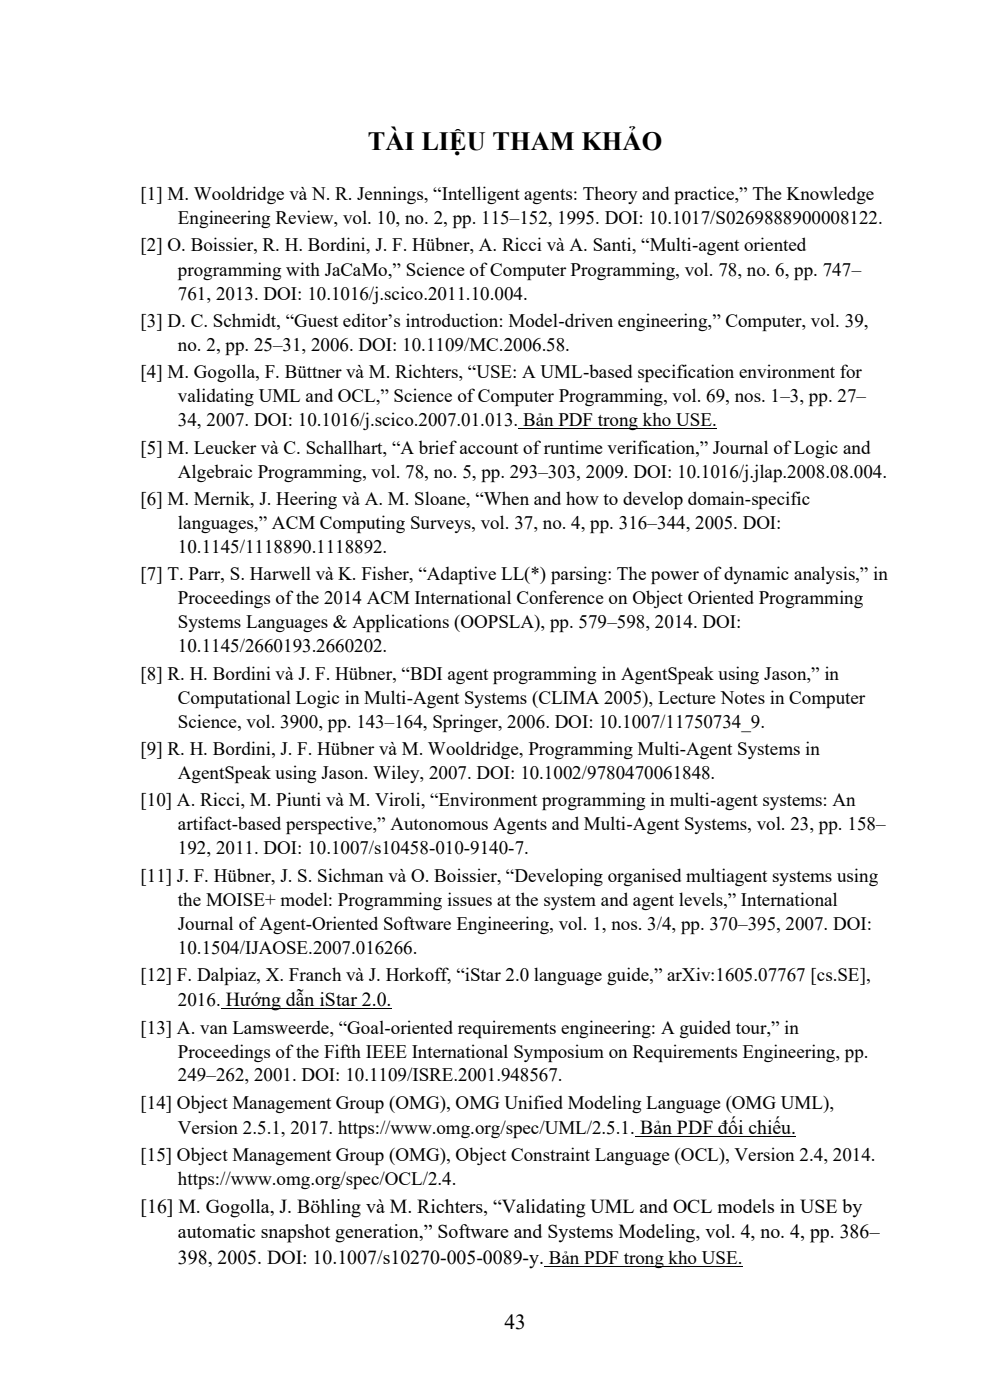 TÀI LIỆU THAM KHẢO
[1] M. Wooldridge và N. R. Jennings, “Intelligent agents: Theory and practice,” The Knowledge
Engineering Review, vol. 10, no. 2, pp. 115–152, 1995. DOI: 10.1017/S0269888900008122.
[2] O. Boissier, R. H. Bordini, J. F. Hübner, A. Ricci và A. Santi, “Multi-agent oriented
programming with JaCaMo,” Science of Computer Programming, vol. 78, no. 6, pp. 747–
761, 2013. DOI: 10.1016/j.scico.2011.10.004.
[3] D. C. Schmidt, “Guest editor’s introduction: Model-driven engineering,” Computer, vol. 39,
no. 2, pp. 25–31, 2006. DOI: 10.1109/MC.2006.58.
[4] M. Gogolla, F. Büttner và M. Richters, “USE: A UML-based specification environment for
validating UML and OCL,” Science of Computer Programming, vol. 69, nos. 1–3, pp. 27–
34, 2007. DOI: 10.1016/j.scico.2007.01.013. Bản PDF trong kho USE.
[5] M. Leucker và C. Schallhart, “A brief account of runtime verification,” Journal of Logic and
Algebraic Programming, vol. 78, no. 5, pp. 293–303, 2009. DOI: 10.1016/j.jlap.2008.08.004.
[6] M. Mernik, J. Heering và A. M. Sloane, “When and how to develop domain-specific
languages,” ACM Computing Surveys, vol. 37, no. 4, pp. 316–344, 2005. DOI:
10.1145/1118890.1118892.
[7] T. Parr, S. Harwell và K. Fisher, “Adaptive LL(*) parsing: The power of dynamic analysis,” in
Proceedings of the 2014 ACM International Conference on Object Oriented Programming
Systems Languages & Applications (OOPSLA), pp. 579–598, 2014. DOI:
10.1145/2660193.2660202.
[8] R. H. Bordini và J. F. Hübner, “BDI agent programming in AgentSpeak using Jason,” in
Computational Logic in Multi-Agent Systems (CLIMA 2005), Lecture Notes in Computer
Science, vol. 3900, pp. 143–164, Springer, 2006. DOI: 10.1007/11750734_9.
[9] R. H. Bordini, J. F. Hübner và M. Wooldridge, Programming Multi-Agent Systems in
AgentSpeak using Jason. Wiley, 2007. DOI: 10.1002/9780470061848.
[10] A. Ricci, M. Piunti và M. Viroli, “Environment programming in multi-agent systems: An
artifact-based perspective,” Autonomous Agents and Multi-Agent Systems, vol. 23, pp. 158–
192, 2011. DOI: 10.1007/s10458-010-9140-7.
[11] J. F. Hübner, J. S. Sichman và O. Boissier, “Developing organised multiagent systems using
the MOISE+ model: Programming issues at the system and agent levels,” International
Journal of Agent-Oriented Software Engineering, vol. 1, nos. 3/4, pp. 370–395, 2007. DOI:
10.1504/IJAOSE.2007.016266.
[12] F. Dalpiaz, X. Franch và J. Horkoff, “iStar 2.0 language guide,” arXiv:1605.07767 [cs.SE],
2016. Hướng dẫn iStar 2.0.
[13] A. van Lamsweerde, “Goal-oriented requirements engineering: A guided tour,” in
Proceedings of the Fifth IEEE International Symposium on Requirements Engineering, pp.
249–262, 2001. DOI: 10.1109/ISRE.2001.948567.
[14] Object Management Group (OMG), OMG Unified Modeling Language (OMG UML),
Version 2.5.1, 2017. https://www.omg.org/spec/UML/2.5.1. Bản PDF đối chiếu.
[15] Object Management Group (OMG), Object Constraint Language (OCL), Version 2.4, 2014.
https://www.omg.org/spec/OCL/2.4.
[16] M. Gogolla, J. Böhling và M. Richters, “Validating UML and OCL models in USE by
automatic snapshot generation,” Software and Systems Modeling, vol. 4, no. 4, pp. 386–
398, 2005. DOI: 10.1007/s10270-005-0089-y. Bản PDF trong kho USE.
43